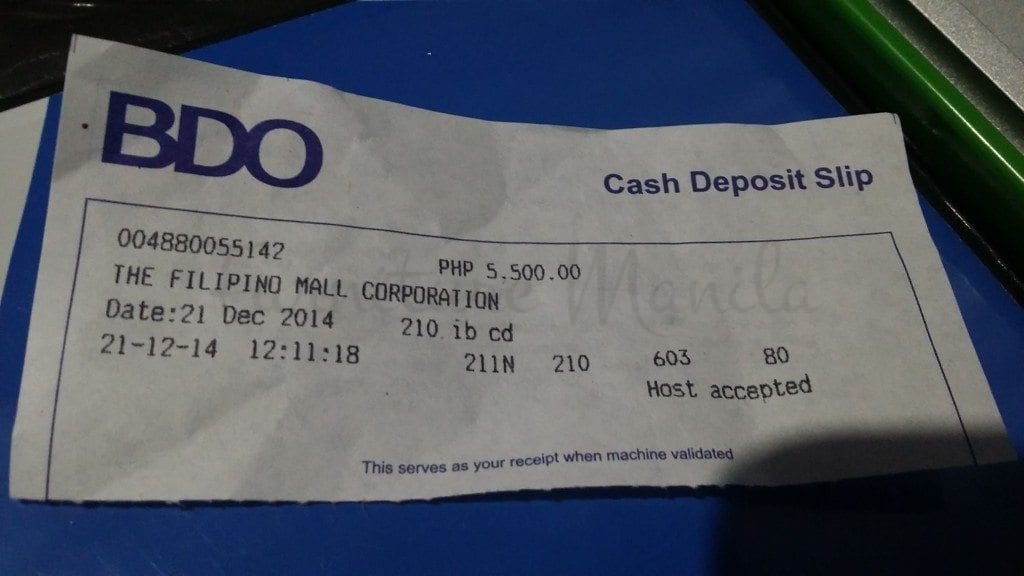 BDO
Cash Deposit Slip
004880055142
PHP 5,500.00
THE FILIPINO MALL CORPORATION
Date:21 Dec 2014 210 ib cd
21-12-14 12:11:18 211N 210 603 80
Host accepted
This serves as your receipt when machine validated
Manila